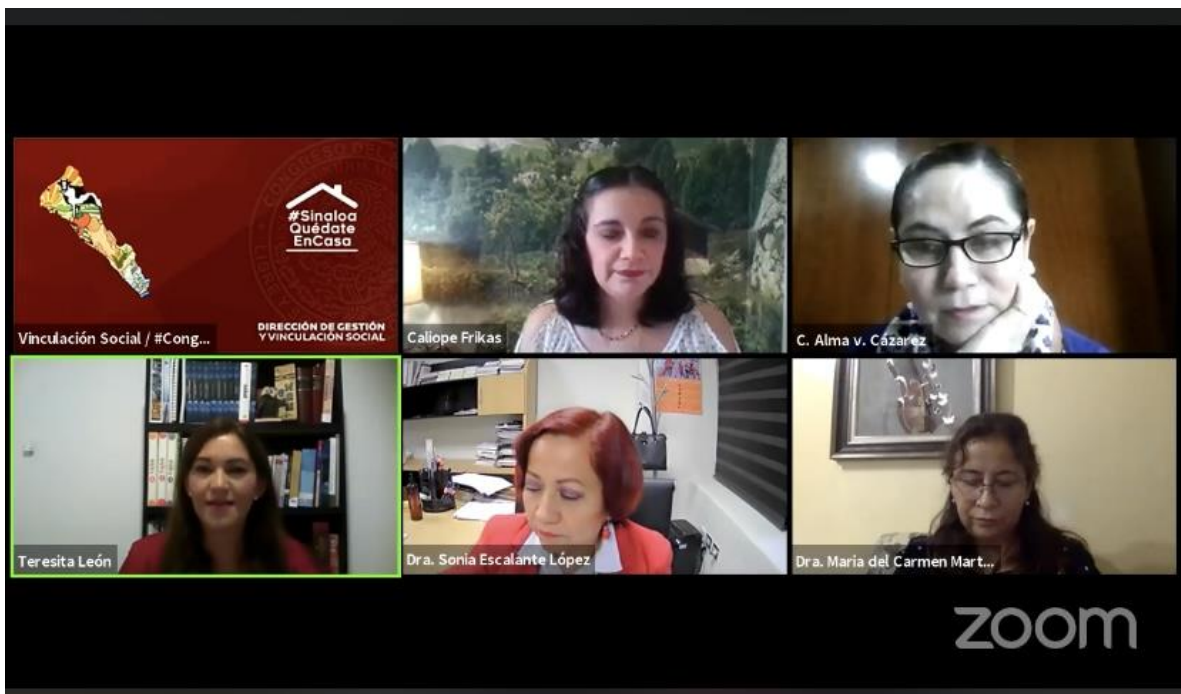 #Sinaloa
Quédate
EnCasa
DIRECCIÓN DE GESTIÓN
Y VINCULACIÓN SOCIAL
Vinculación Social / #Cong...
Caliope Frikas
C. Alma v. Cázarez
Teresita León
Dra. Sonia Escalante López
Dra. Maria del Carmen Mart...
zoom